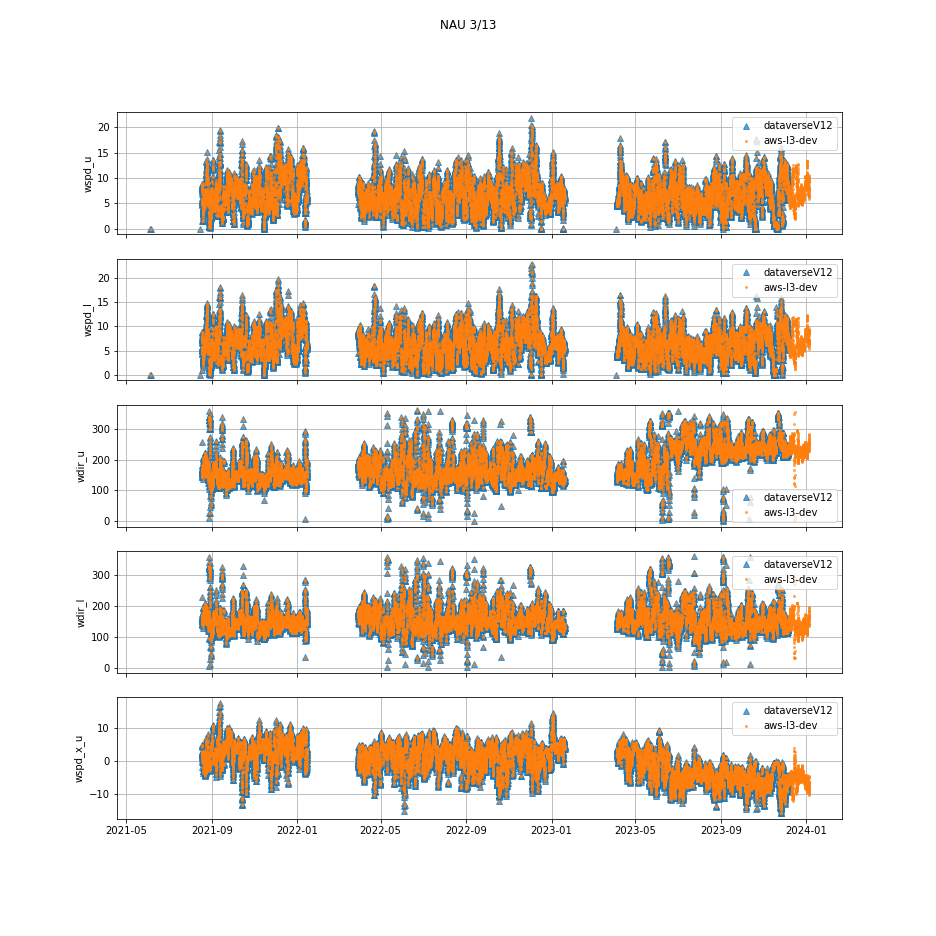 NAU 3/13
wspd_u
20
15
10
5
0
dataverseV12
aws-l3-dev
wspd_l
20
15
10
5
0
dataverseV12
aws-l3-dev
wdir_u
300
200
100
0
dataverseV12
aws-l3-dev
wdir_l
300
200
100
0
dataverseV12
aws-l3-dev
wspd_x_u
10
0
−10
dataverseV12
aws-l3-dev
2021-05 2021-09 2022-01 2022-05 2022-09 2023-01 2023-05 2023-09 2024-01